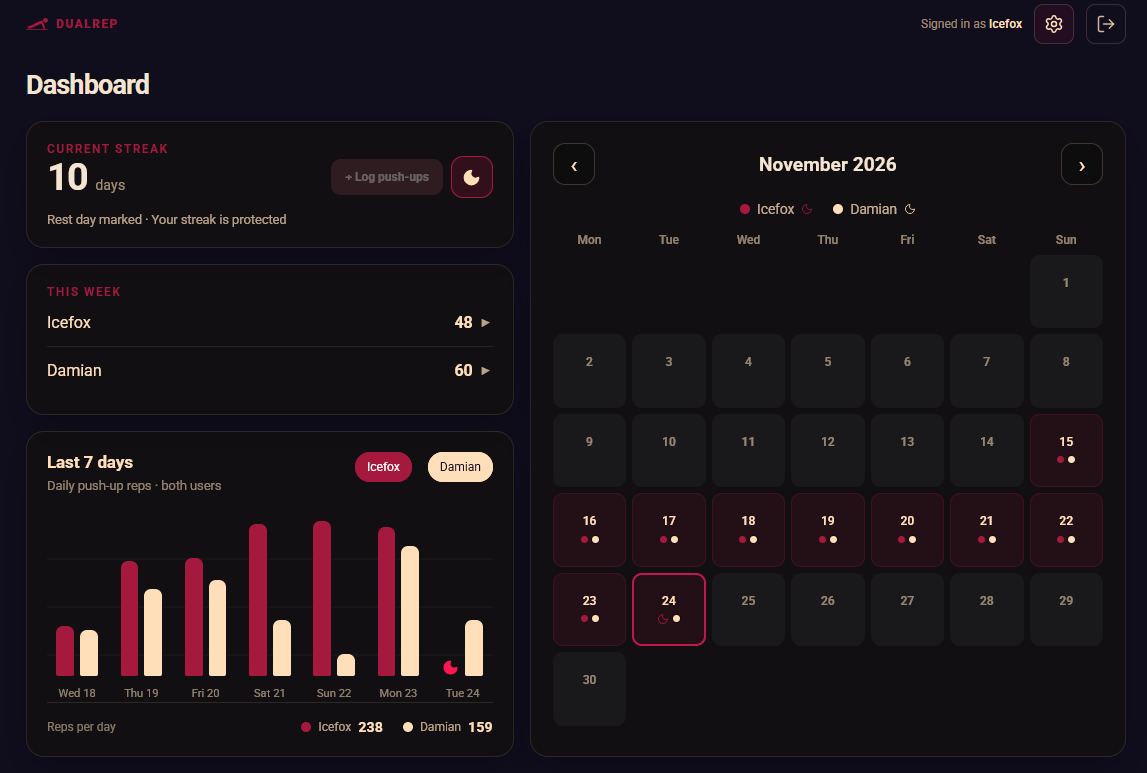 DUALREP
Signed in as Icefox
Dashboard
CURRENT STREAK
10 days
+ Log push-ups
Rest day marked · Your streak is protected
THIS WEEK
Icefox 48 ▶
Damian 60 ▶
Last 7 days
Daily push-up reps · both users
Icefox Damian
Wed 18 Thu 19 Fri 20 Sat 21 Sun 22 Mon 23 Tue 24
Reps per day Icefox 238 Damian 159
‹ November 2026 ›
Icefox Damian
Mon Tue Wed Thu Fri Sat Sun
1
2 3 4 5 6 7 8
9 10 11 12 13 14 15
16 17 18 19 20 21 22
23 24 25 26 27 28 29
30